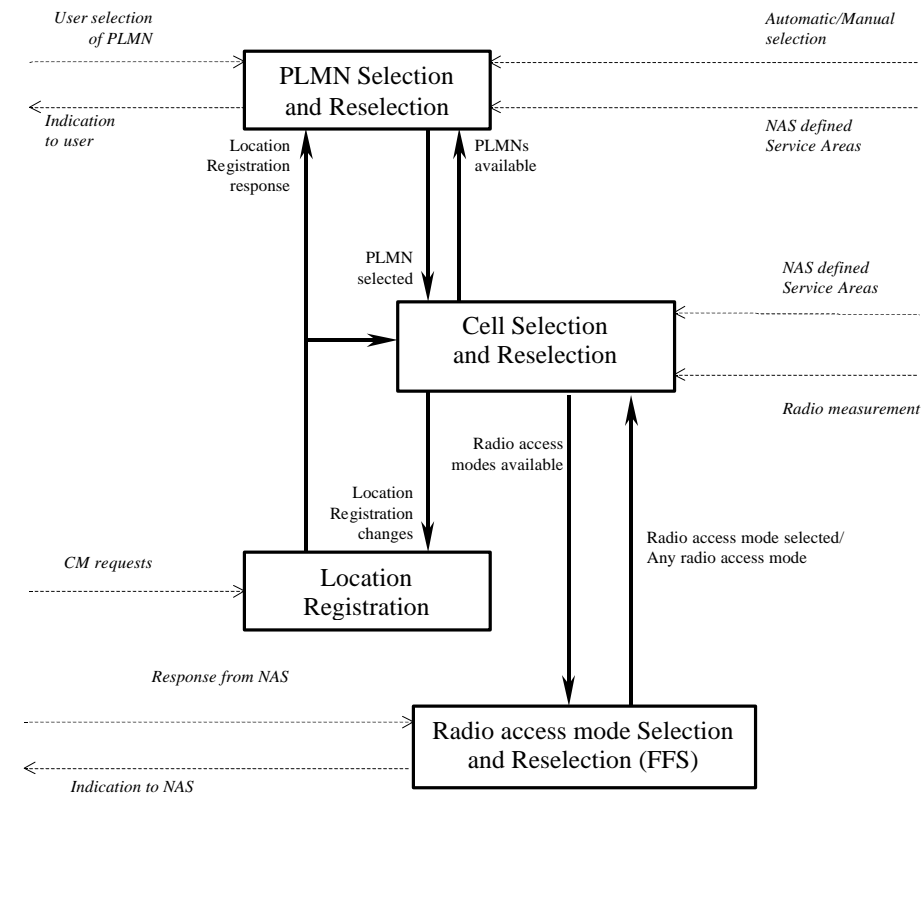 User selection
of PLMN
Automatic/Manual
selection
PLMN Selection
and Reselection
Indication
to user
NAS defined
Service Areas
Location
Registration
response
PLMNs
available
PLMN
selected
NAS defined
Service Areas
Cell Selection
and Reselection
Radio measurement
Radio access
modes available
Location
Registration
changes
Radio access mode selected/
Any radio access mode
CM requests
Location
Registration
Response from NAS
Radio access mode Selection
and Reselection (FFS)
Indication to NAS